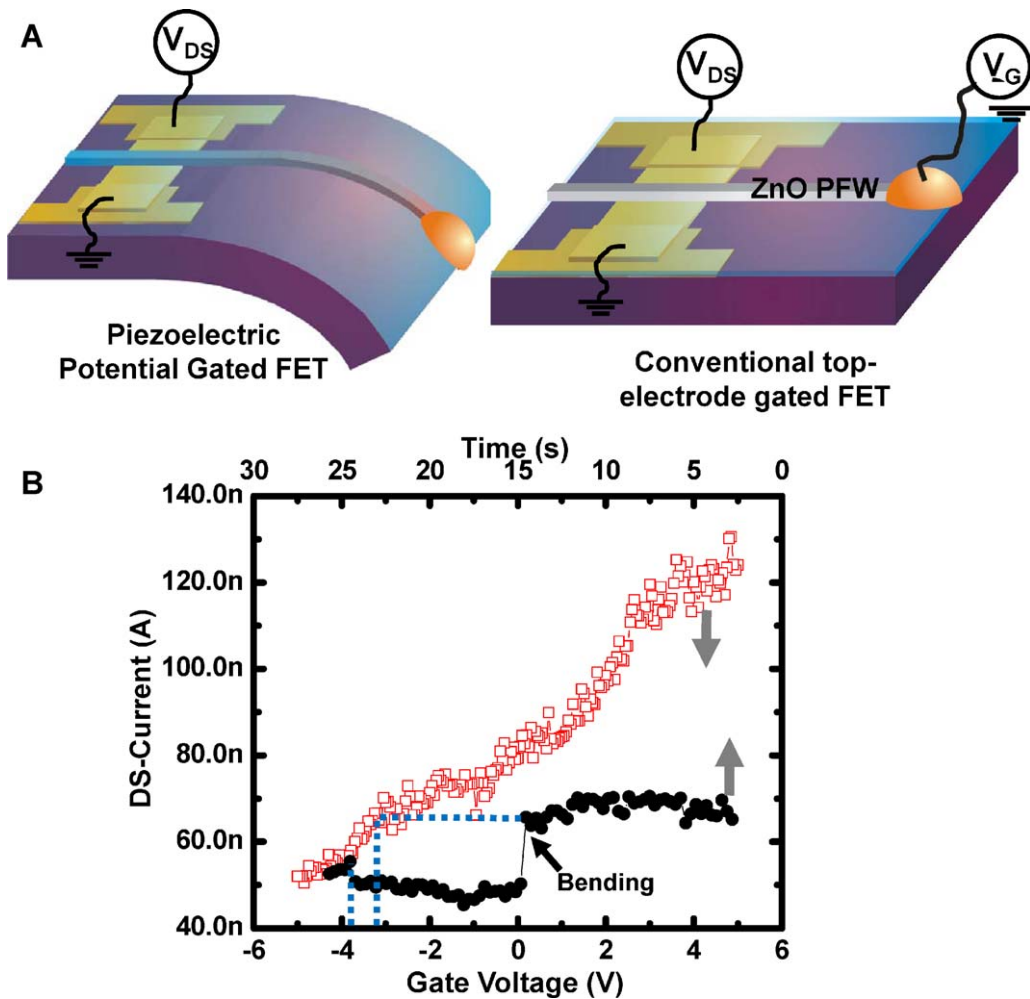 A
V_DS
V_DS
V_G
ZnO PFW
Piezoelectric
Potential Gated FET
Conventional top-
electrode gated FET
B
Time (s)
30 25 20 15 10 5 0
140.0n
120.0n
100.0n
80.0n
60.0n
40.0n
DS-Current (A)
Bending
-6 -4 -2 0 2 4 6
Gate Voltage (V)